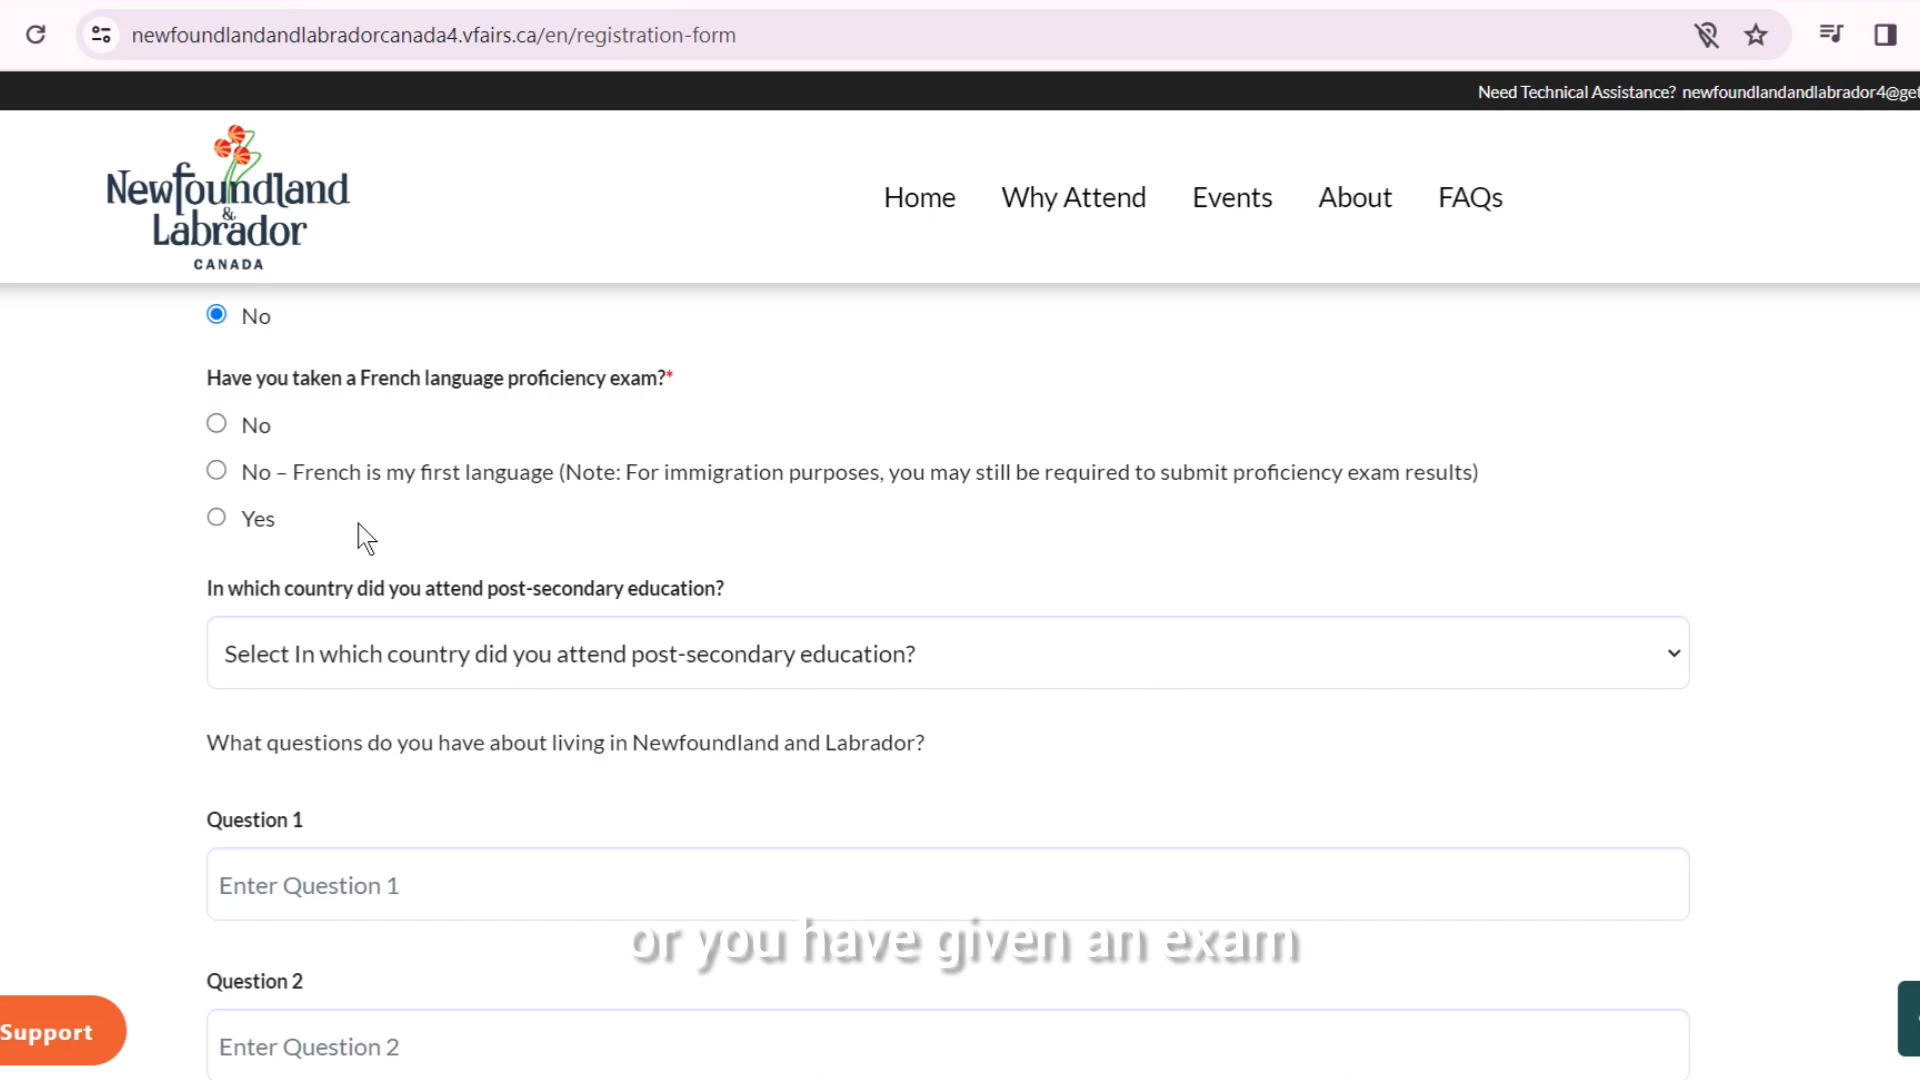 newfoundlandandlabradorcanada4.vfairs.ca/en/registration-form
Need Technical Assistance? newfoundlandandlabrador4@get
Newfoundland
&
Labrador
CANADA
Home Why Attend Events About FAQs
No
Have you taken a French language proficiency exam?*
No
No – French is my first language (Note: For immigration purposes, you may still be required to submit proficiency exam results)
Yes
In which country did you attend post-secondary education?
Select In which country did you attend post-secondary education?
What questions do you have about living in Newfoundland and Labrador?
Question 1
Enter Question 1
or you have given an exam
Question 2
Support
Enter Question 2